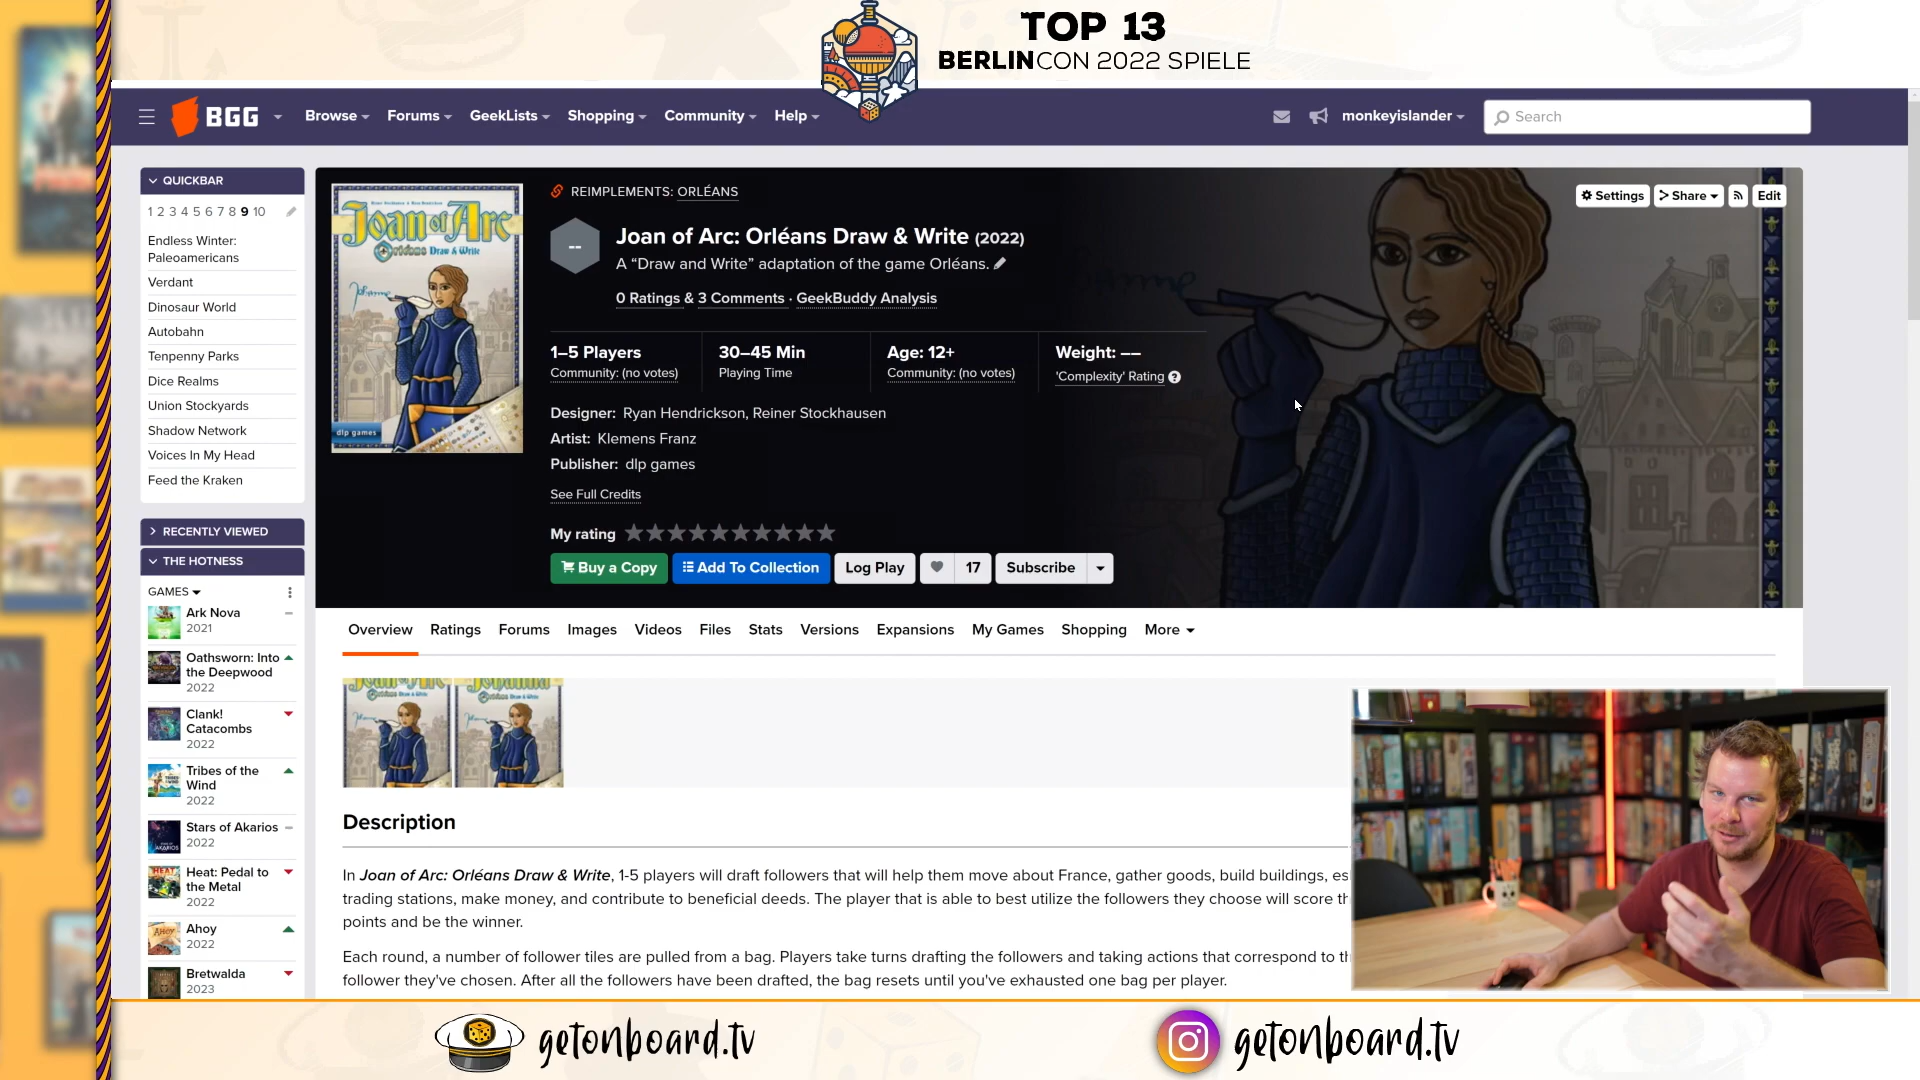 TOP 13
BERLINCON 2022 SPIELE
BGG
Browse
Forums
GeekLists
Shopping
Community
Help
monkeyislander
Search
QUICKBAR
1 2 3 4 5 6 7 8 9 10
Endless Winter:
Paleoamericans
Verdant
Dinosaur World
Autobahn
Tenpenny Parks
Dice Realms
Union Stockyards
Shadow Network
Voices In My Head
Feed the Kraken
RECENTLY VIEWED
THE HOTNESS
GAMES
Ark Nova
2021
Oathsworn: Into
the Deepwood
2022
Clank!
Catacombs
2022
Tribes of the
Wind
2022
Stars of Akarios
2022
Heat: Pedal to
the Metal
2022
Ahoy
2022
Bretwalda
2023
Joan of Arc
Orléans Draw & Write
Johanna
dlp games
REIMPLEMENTS: ORLÉANS
Settings
Share
Edit
--
Joan of Arc: Orléans Draw & Write (2022)
A “Draw and Write” adaptation of the game Orléans.
0 Ratings & 3 Comments · GeekBuddy Analysis
1–5 Players
Community: (no votes)
30–45 Min
Playing Time
Age: 12+
Community: (no votes)
Weight: ––
'Complexity' Rating ?
Designer: Ryan Hendrickson, Reiner Stockhausen
Artist: Klemens Franz
Publisher: dlp games
See Full Credits
My rating
Buy a Copy
Add To Collection
Log Play
17
Subscribe
Overview
Ratings
Forums
Images
Videos
Files
Stats
Versions
Expansions
My Games
Shopping
More
Joan of Arc
Orléans Draw & Write
Johanna
Orléans Draw & Write
Description
In Joan of Arc: Orléans Draw & Write, 1-5 players will draft followers that will help them move about France, gather goods, build buildings, es
trading stations, make money, and contribute to beneficial deeds. The player that is able to best utilize the followers they choose will score th
points and be the winner.
Each round, a number of follower tiles are pulled from a bag. Players take turns drafting the followers and taking actions that correspond to th
follower they've chosen. After all the followers have been drafted, the bag resets until you've exhausted one bag per player.
getonboard.tv
getonboard.tv